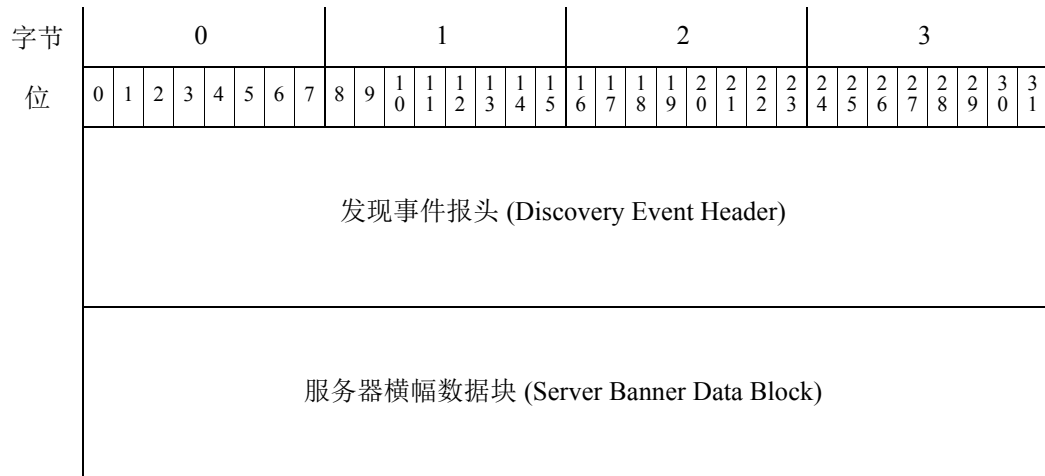 字节 0 1 2 3
位 0 1 2 3 4 5 6 7 8 9 10 11 12 13 14 15 16 17 18 19 20 21 22 23 24 25 26 27 28 29 30 31
发现事件报头 (Discovery Event Header)
服务器横幅数据块 (Server Banner Data Block)